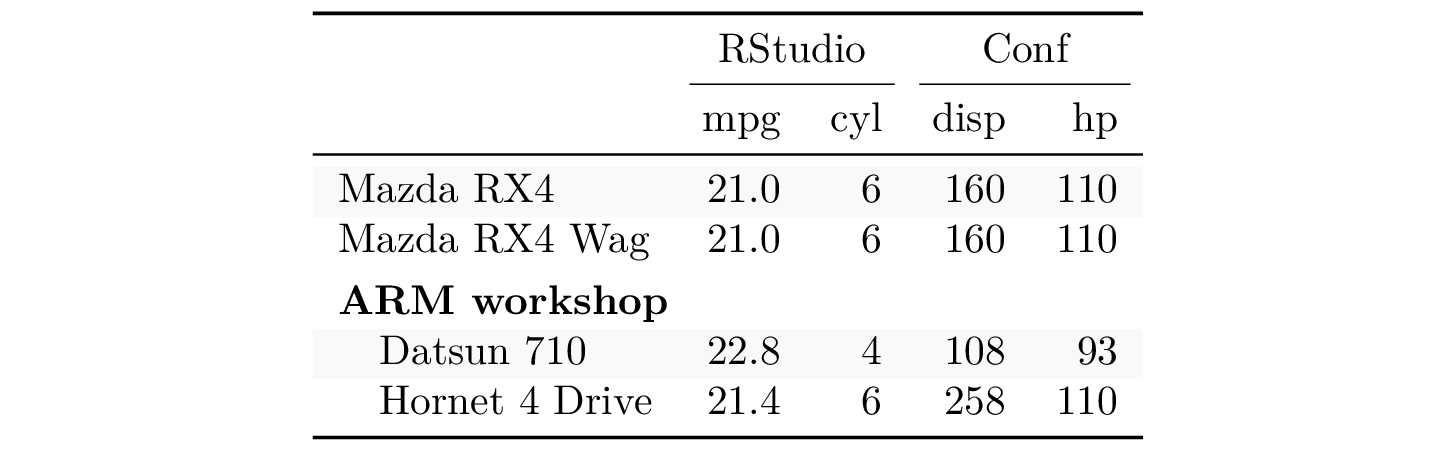 RStudio Conf
mpg cyl disp hp
Mazda RX4 21.0 6 160 110
Mazda RX4 Wag 21.0 6 160 110
ARM workshop
Datsun 710 22.8 4 108 93
Hornet 4 Drive 21.4 6 258 110